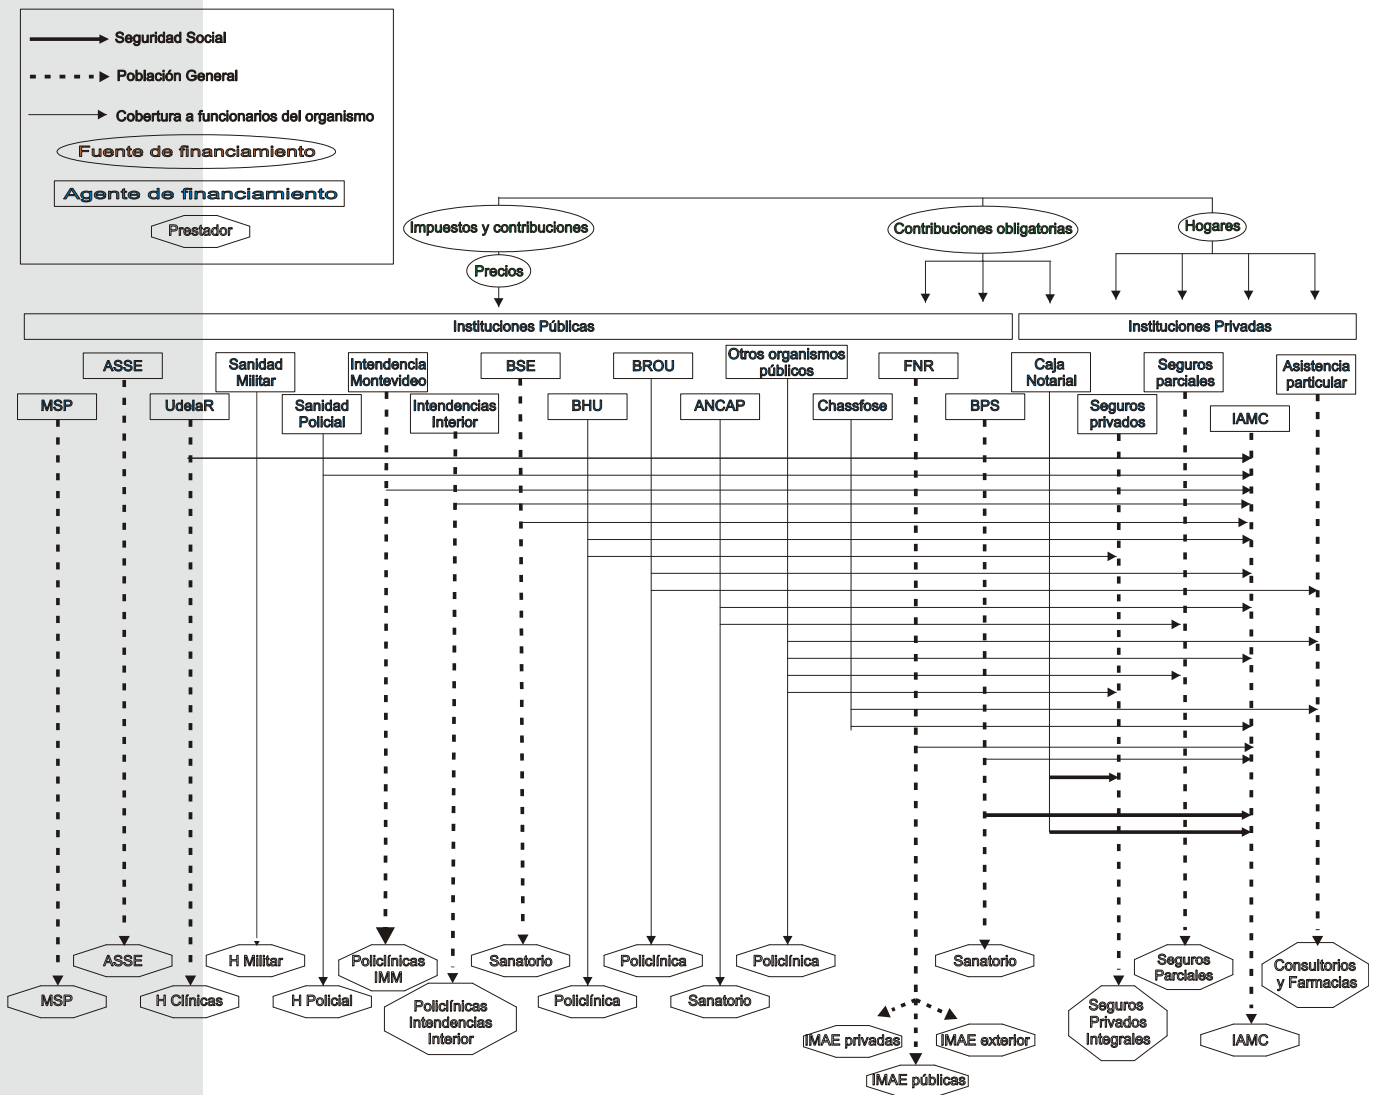 Seguridad Social
Población General
Cobertura a funcionarios del organismo
Fuente de financiamiento
Agente de financiamiento
Prestador
Impuestos y contribuciones
Contribuciones obligatorias
Hogares
Precios
Instituciones Públicas
Instituciones Privadas
ASSE
Sanidad
Militar
Intendencia
Montevideo
BSE
BROU
Otros organismos
públicos
FNR
Caja
Notarial
Seguros
parciales
Asistencia
particular
MSP
UdelaR
Sanidad
Policial
Intendencias
Interior
BHU
ANCAP
Chassfose
BPS
Seguros
privados
IAMC
ASSE
H Militar
Policlínicas
IMM
Sanatorio
Policlínica
Policlínica
Sanatorio
Seguros
Parciales
Consultorios
y Farmacias
MSP
H Clínicas
H Policial
Policlínicas
Intendencias
Interior
Policlínica
Sanatorio
IMAE privadas
IMAE exterior
IMAE públicas
Seguros
Privados
Integrales
IAMC